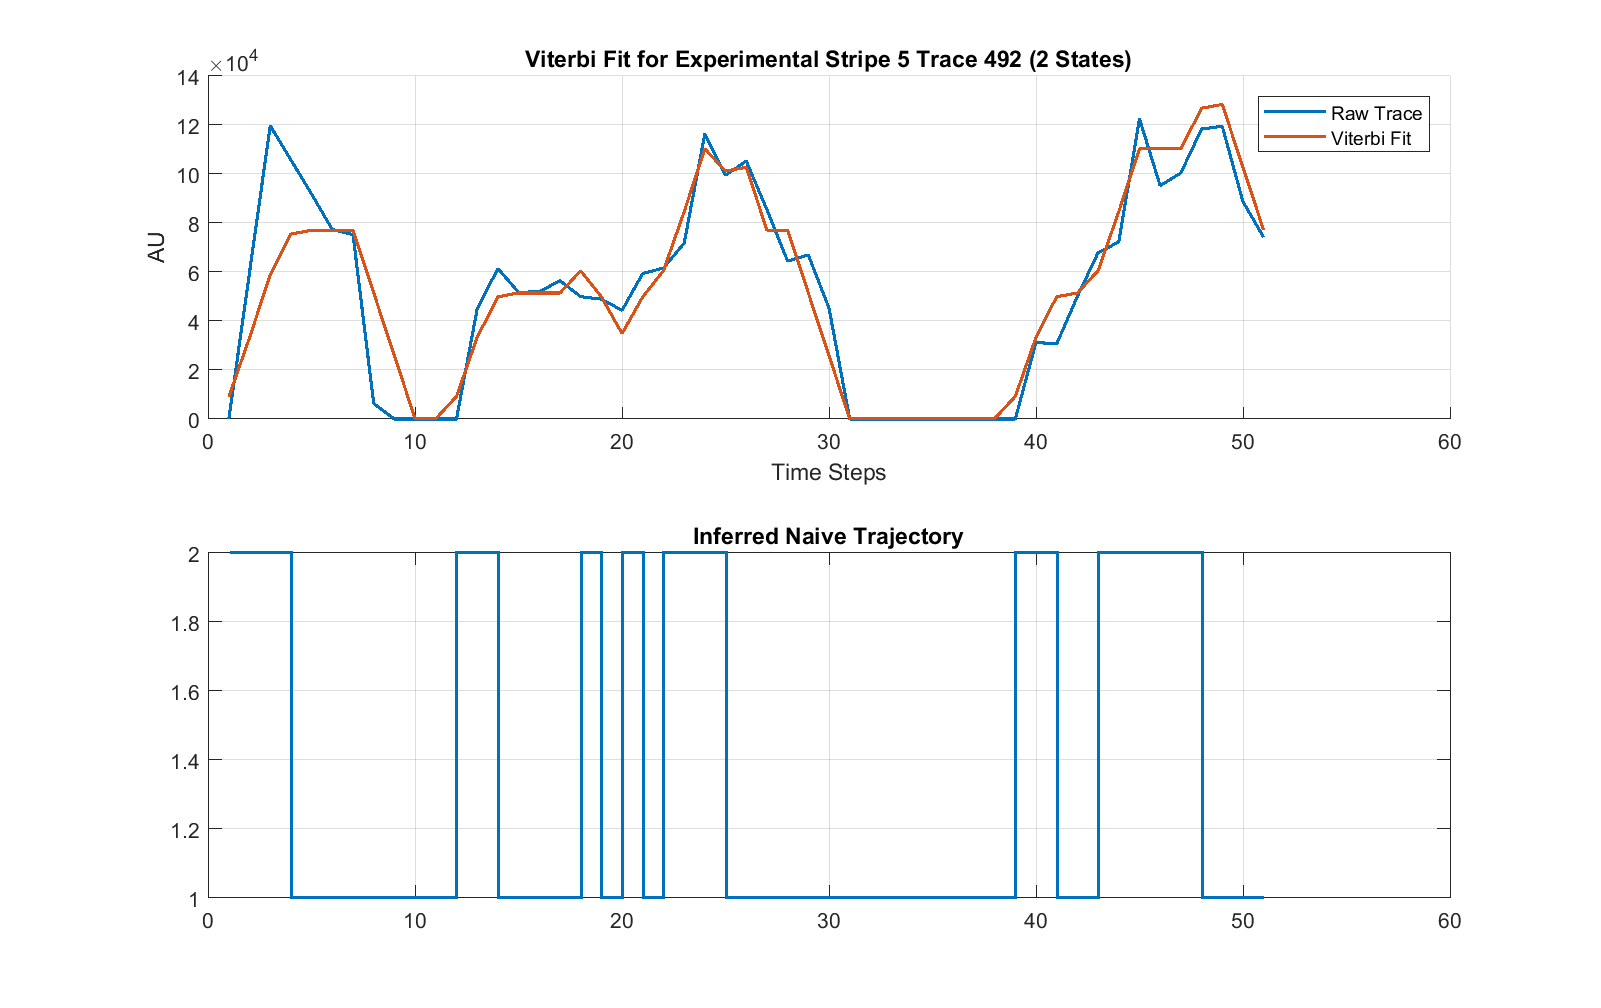 Viterbi Fit for Experimental Stripe 5 Trace 492 (2 States)
×10⁴
14
12
10
8
6
4
2
0
AU
Raw Trace
Viterbi Fit
0 10 20 30 40 50 60
Time Steps
Inferred Naive Trajectory
2
1.8
1.6
1.4
1.2
1
0 10 20 30 40 50 60